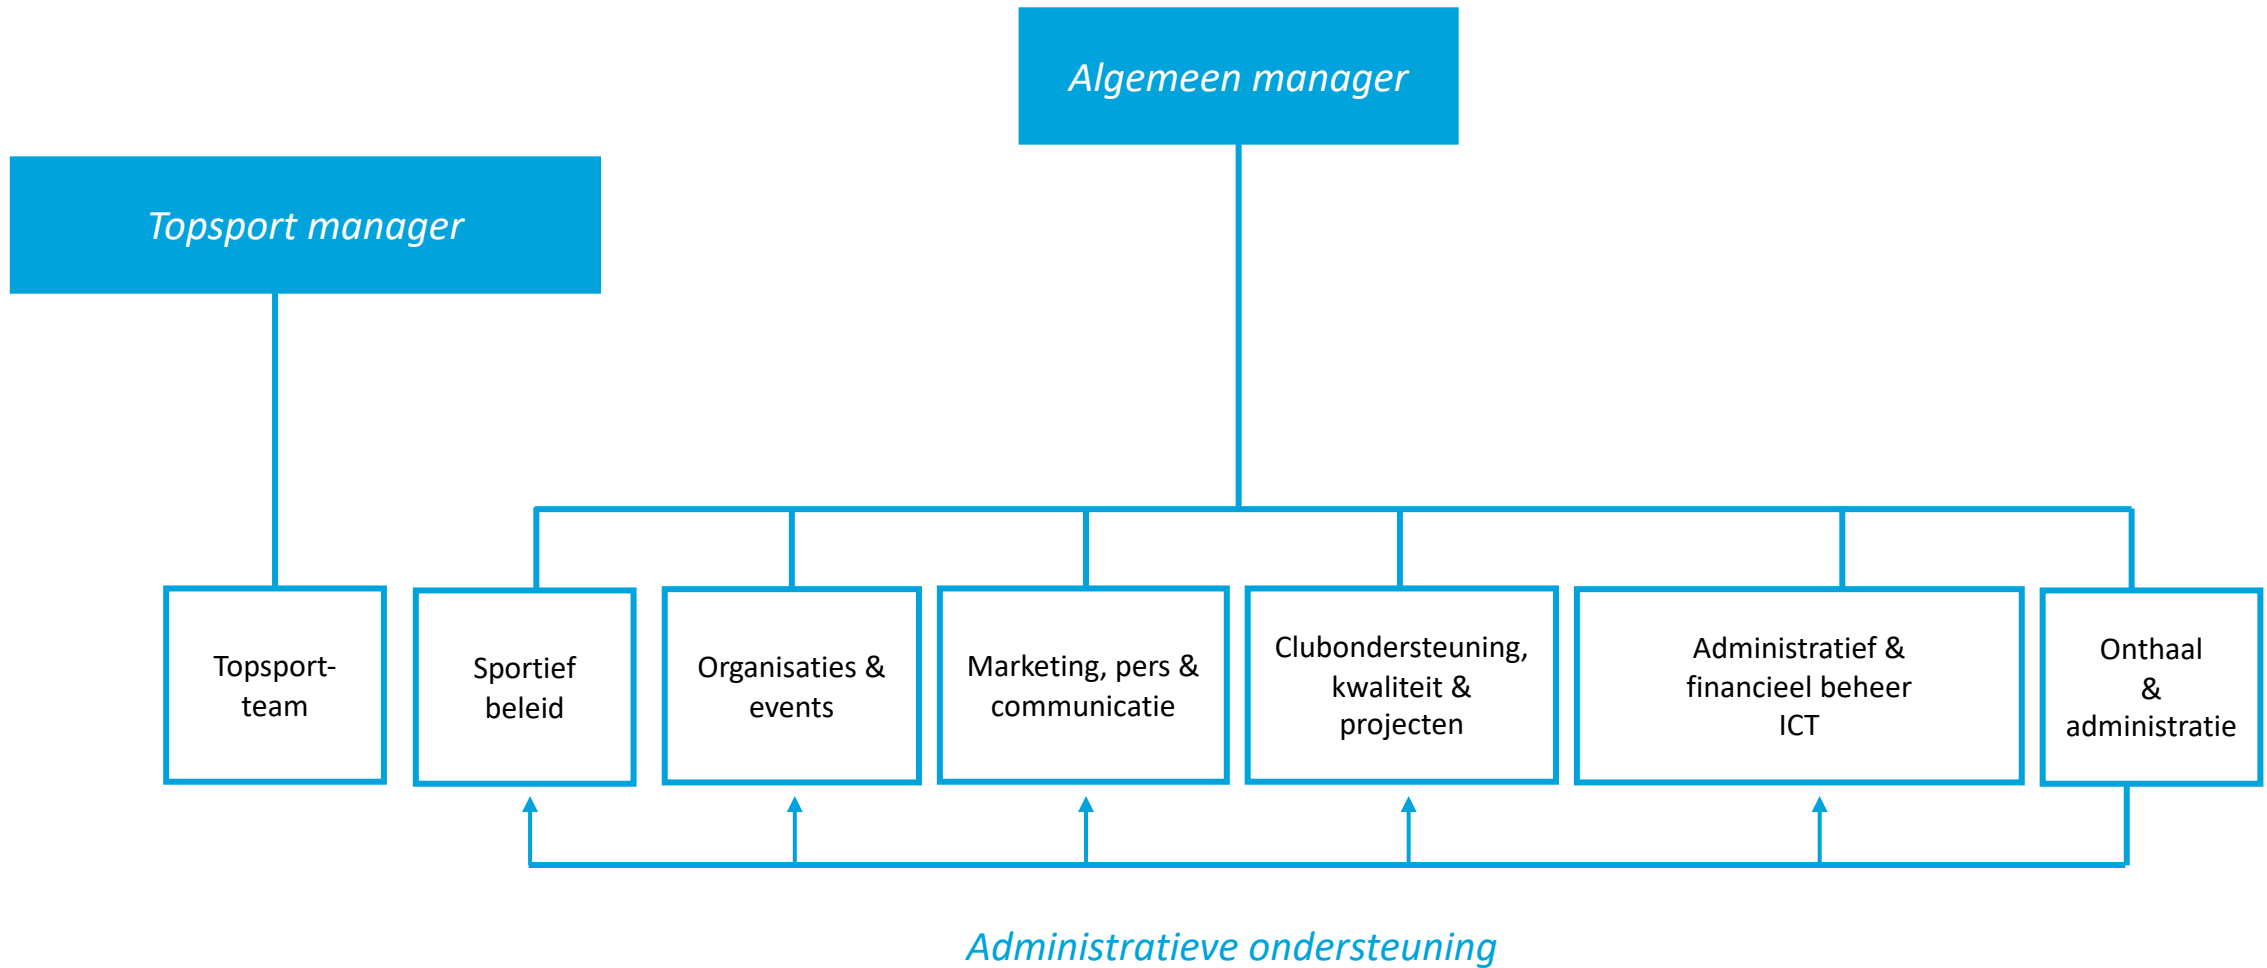 Algemeen manager
Topsport manager
Topsport-
team
Sportief
beleid
Organisaties &
events
Marketing, pers &
communicatie
Clubondersteuning,
kwaliteit &
projecten
Administratief &
financieel beheer
ICT
Onthaal
&
administratie
Administratieve ondersteuning